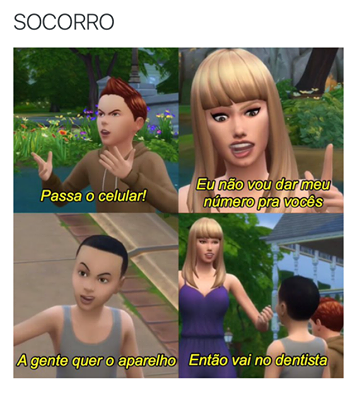 SOCORRO
Passa o celular!
Eu não vou dar meu
número pra vocês
A gente quer o aparelho
Então vai no dentista